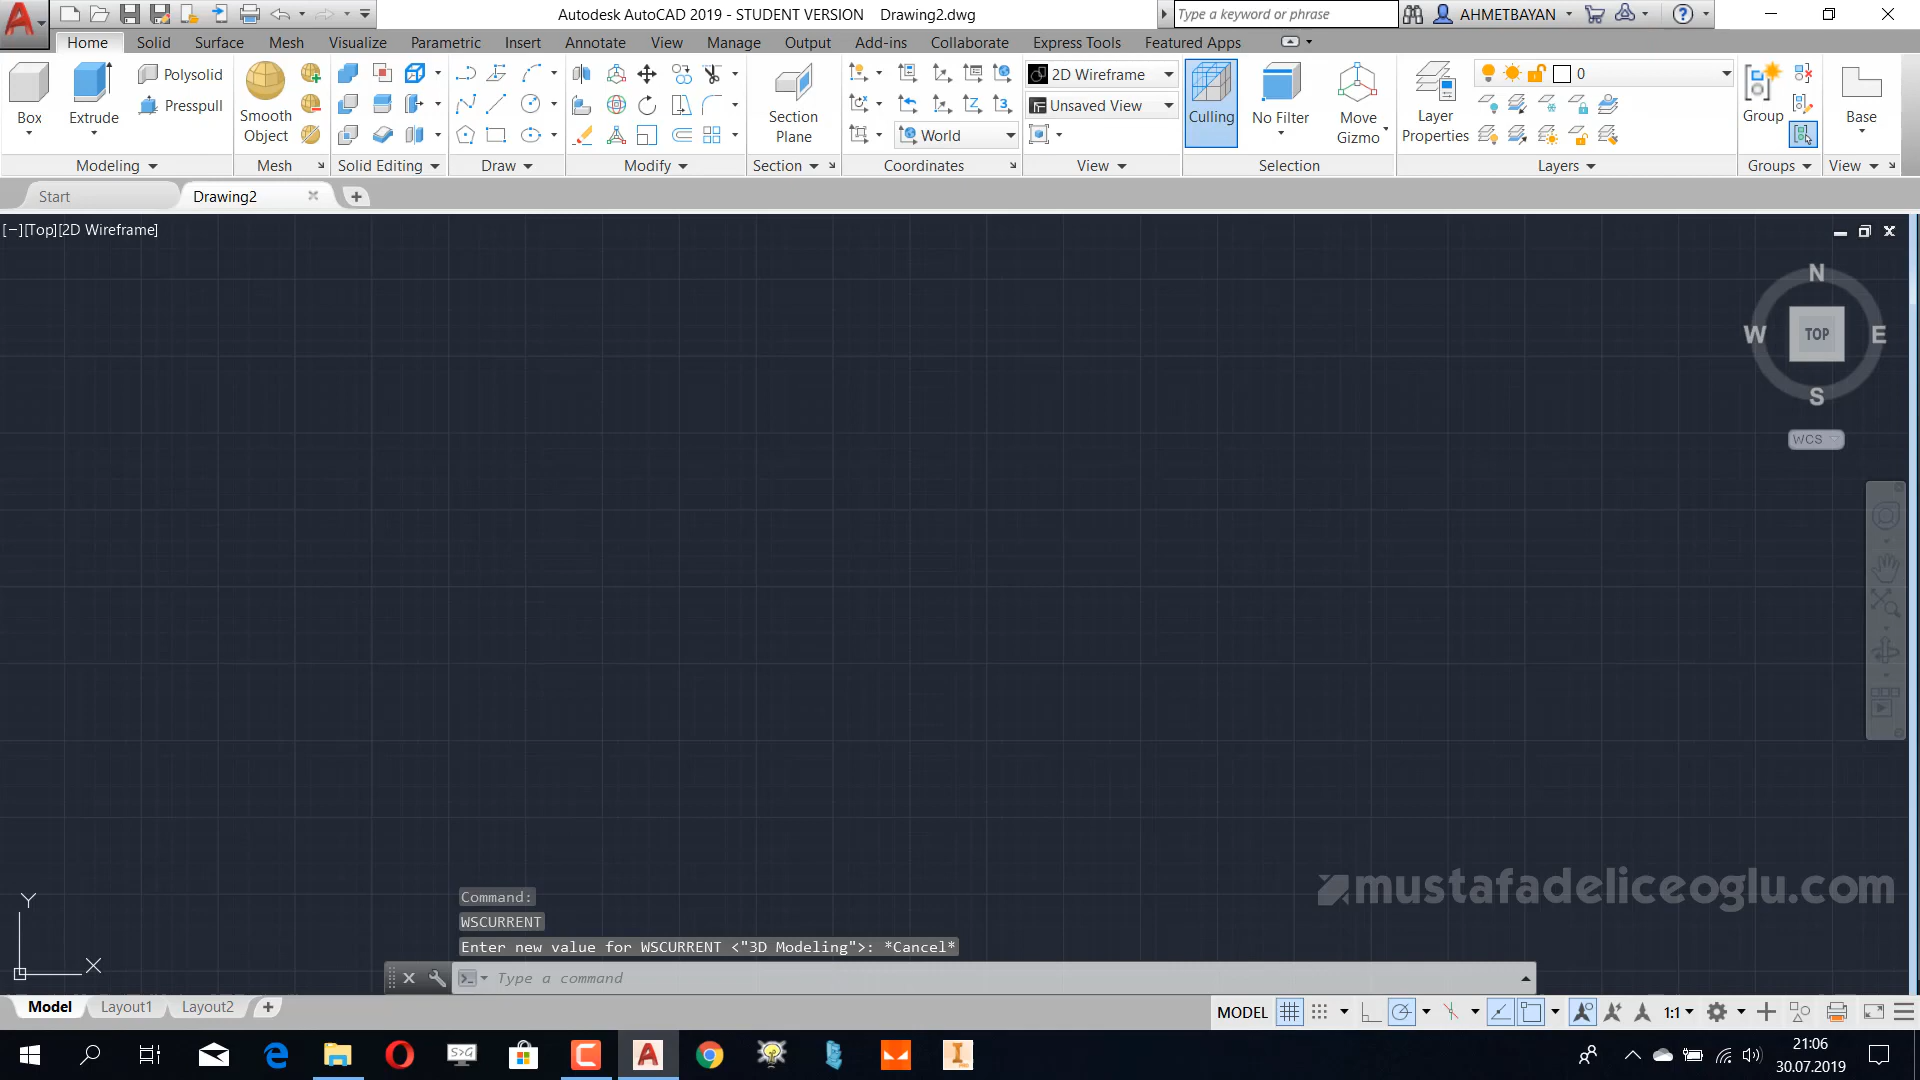 Autodesk AutoCAD 2019 - STUDENT VERSION Drawing2.dwg
Type a keyword or phrase
AHMETBAYAN
Home Solid Surface Mesh Visualize Parametric Insert Annotate View Manage Output Add-ins Collaborate Express Tools Featured Apps
Box
Extrude
Polysolid
Presspull
Smooth
Object
Section
Plane
World
2D Wireframe
Unsaved View
Culling
No Filter
Move
Gizmo
Layer
Properties
0
Group
Base
Modeling Mesh Solid Editing Draw Modify Section Coordinates View Selection Layers Groups View
Start
Drawing2
[−][Top][2D Wireframe]
N
W TOP E
S
WCS
Y
X
mustafadeliceoglu.com
Command:
WSCURRENT
Enter new value for WSCURRENT <"3D Modeling">: *Cancel*
Type a command
Model Layout1 Layout2
MODEL
1:1
S>G
21:06
30.07.2019